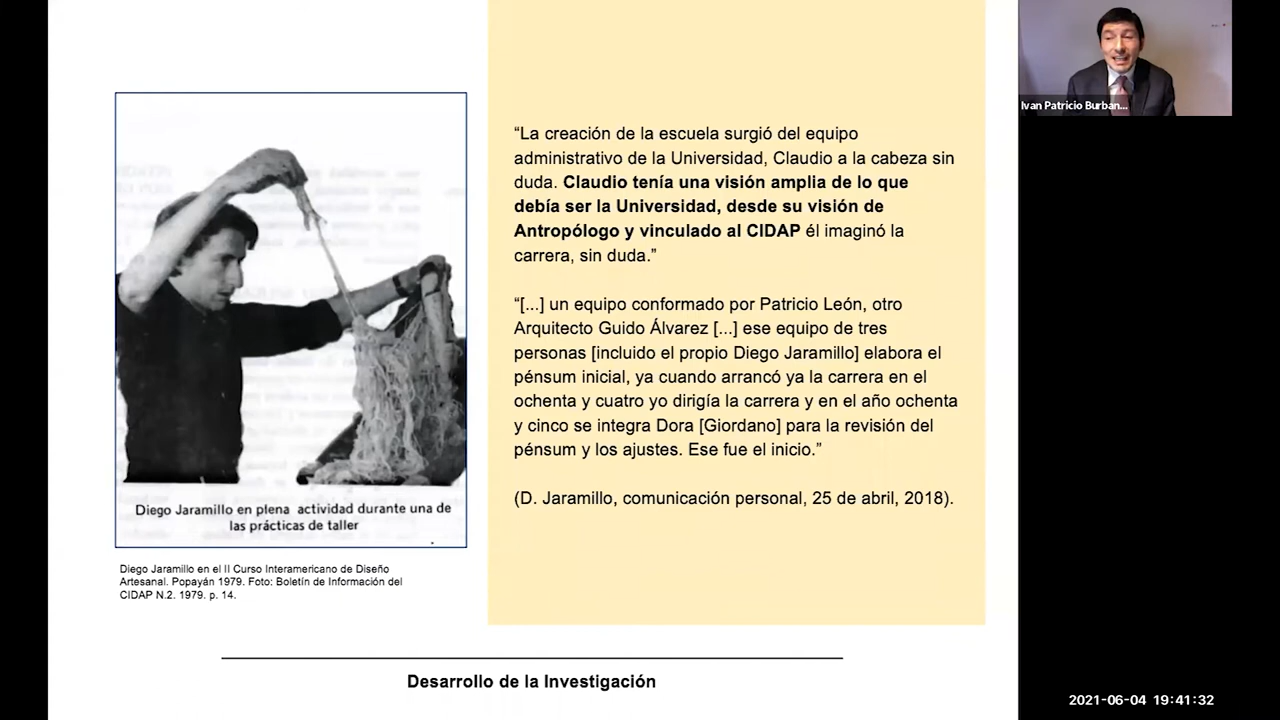 Diego Jaramillo en plena actividad durante una de
las prácticas de taller
Diego Jaramillo en el II Curso Interamericano de Diseño
Artesanal. Popayán 1979. Foto: Boletín de Información del
CIDAP N.2. 1979. p. 14.
“La creación de la escuela surgió del equipo
administrativo de la Universidad, Claudio a la cabeza sin
duda. Claudio tenía una visión amplia de lo que
debía ser la Universidad, desde su visión de
Antropólogo y vinculado al CIDAP él imaginó la
carrera, sin duda.”
“[...] un equipo conformado por Patricio León, otro
Arquitecto Guido Álvarez [...] ese equipo de tres
personas [incluido el propio Diego Jaramillo] elabora el
pénsum inicial, ya cuando arrancó ya la carrera en el
ochenta y cuatro yo dirigía la carrera y en el año ochenta
y cinco se integra Dora [Giordano] para la revisión del
pénsum y los ajustes. Ese fue el inicio.”
(D. Jaramillo, comunicación personal, 25 de abril, 2018).
Desarrollo de la Investigación
Ivan Patricio Burban...
2021-06-04 19:41:32